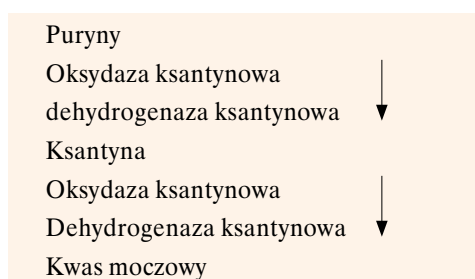 Puryny
Oksydaza ksantynowa
dehydrogenaza ksantynowa
Ksantyna
Oksydaza ksantynowa
Dehydrogenaza ksantynowa
Kwas moczowy